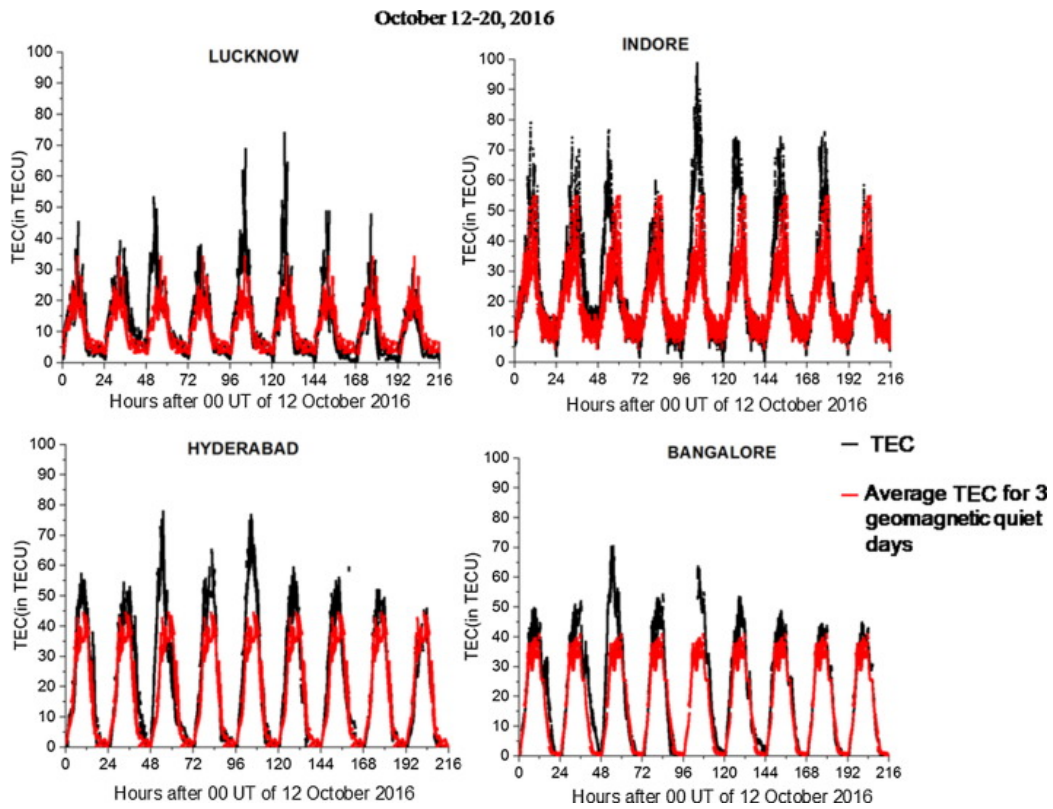 October 12-20, 2016
LUCKNOW
100
90
80
70
60
50
40
30
20
10
0
TEC(in TECU)
0 24 48 72 96 120 144 168 192 216
Hours after 00 UT of 12 October 2016
INDORE
100
90
80
70
60
50
40
30
20
10
0
TEC(in TECU)
0 24 48 72 96 120 144 168 192 216
Hours after 00 UT of 12 October 2016
HYDERABAD
100
90
80
70
60
50
40
30
20
10
0
TEC(in TECU)
0 24 48 72 96 120 144 168 192 216
Hours after 00 UT of 12 October 2016
BANGALORE
100
90
80
70
60
50
40
30
20
10
0
TEC(in TECU)
0 24 48 72 96 120 144 168 192 216
Hours after 00 UT of 12 October 2016
TEC
Average TEC for 3
geomagnetic quiet
days